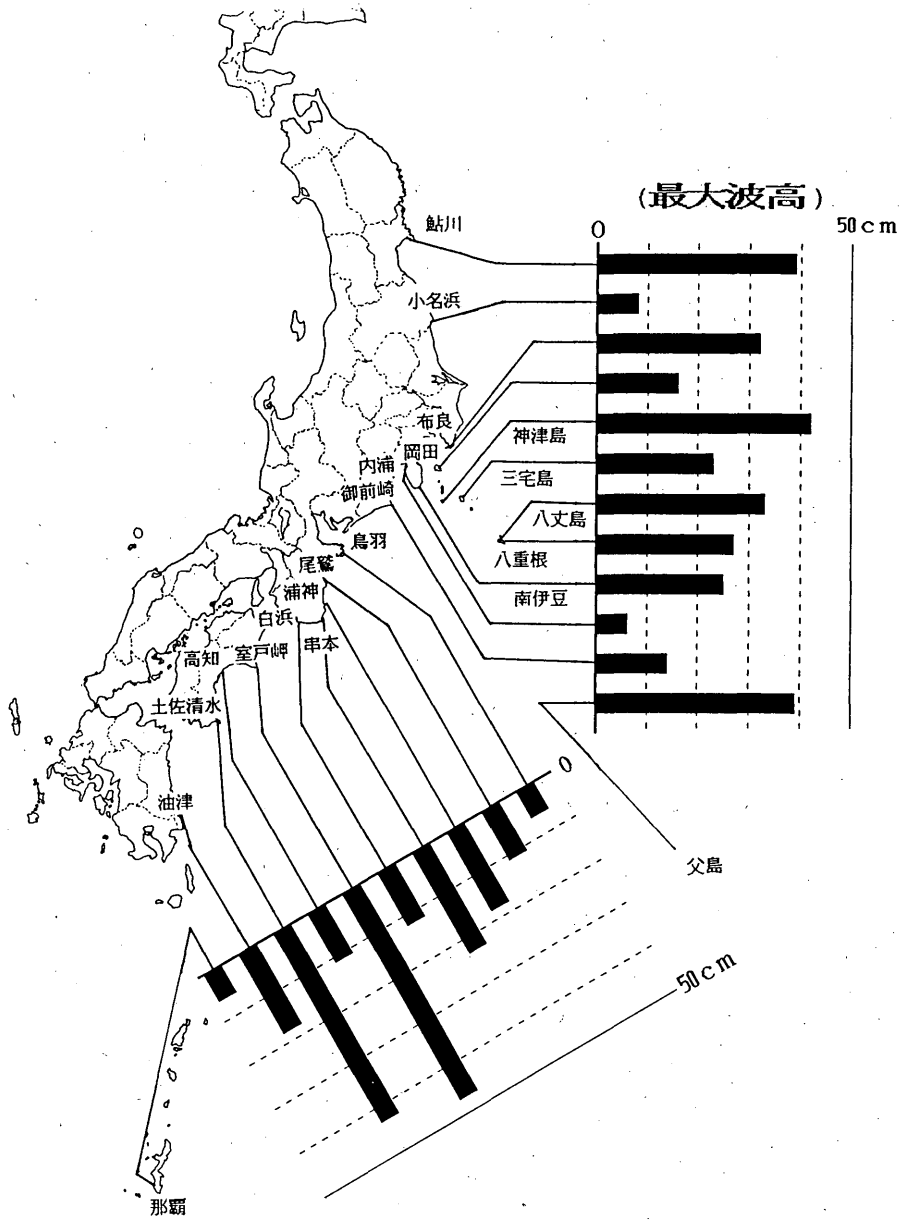 (最大波高)
0
50cm
鮎川
小名浜
布良
岡田
神津島
内浦
三宅島
御前崎
八丈島
鳥羽
八重根
尾鷲
浦神
南伊豆
白浜
串本
高知
室戸岬
土佐清水
油津
0
父島
50cm
那覇